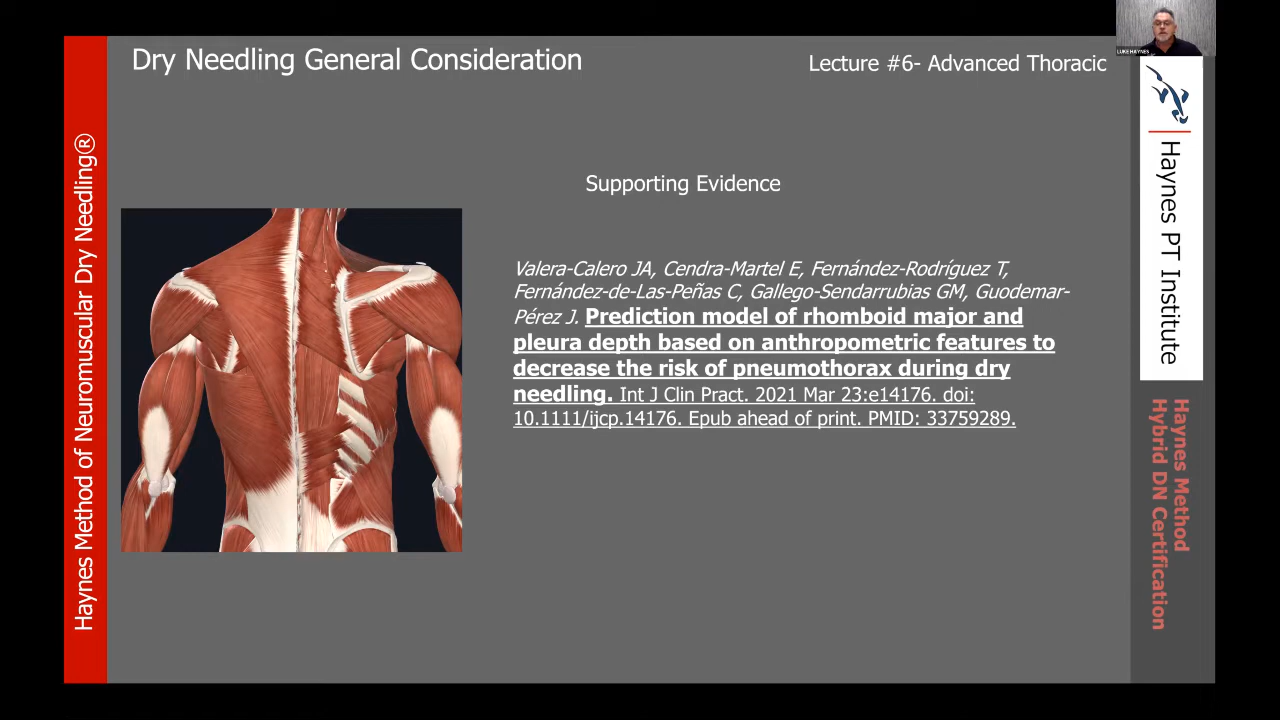 Dry Needling General Consideration
Lecture #6- Advanced Thoracic
LUKE HAYNES
Haynes Method of Neuromuscular Dry Needling®
Supporting Evidence
Valera-Calero JA, Cendra-Martel E, Fernández-Rodríguez T,
Fernández-de-Las-Peñas C, Gallego-Sendarrubias GM, Guodemar-
Pérez J. Prediction model of rhomboid major and
pleura depth based on anthropometric features to
decrease the risk of pneumothorax during dry
needling. Int J Clin Pract. 2021 Mar 23:e14176. doi:
10.1111/ijcp.14176. Epub ahead of print. PMID: 33759289.
Haynes PT Institute
Haynes Method
Hybrid DN Certification